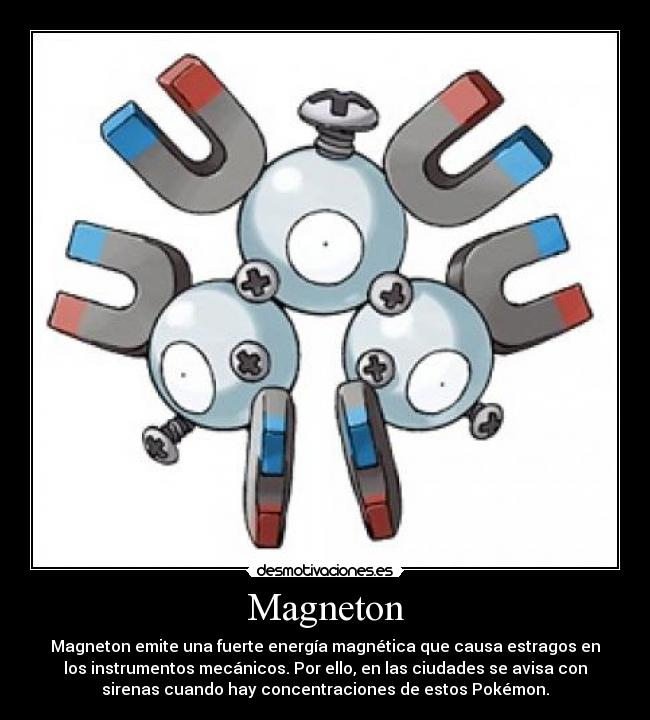 desmotivaciones.es
Magneton
Magneton emite una fuerte energía magnética que causa estragos en
los instrumentos mecánicos. Por ello, en las ciudades se avisa con
sirenas cuando hay concentraciones de estos Pokémon.